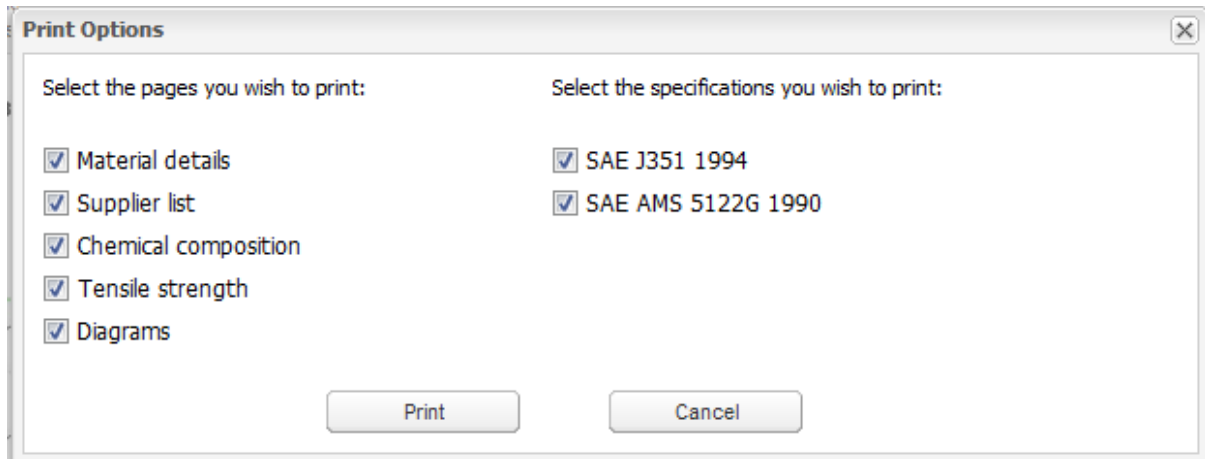 Print Options
Select the pages you wish to print:
Material details
Supplier list
Chemical composition
Tensile strength
Diagrams
Select the specifications you wish to print:
SAE J351 1994
SAE AMS 5122G 1990
Print
Cancel